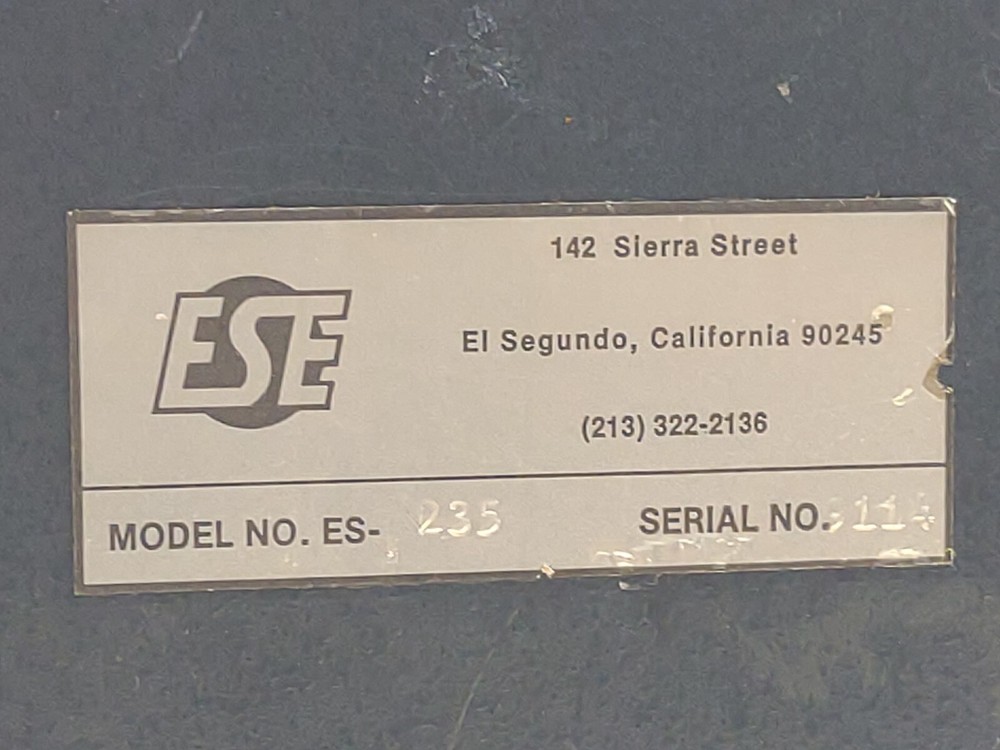 142 Sierra Street
ESE
El Segundo, California 90245
(213) 322-2136
MODEL NO. ES- 235 SERIAL NO.